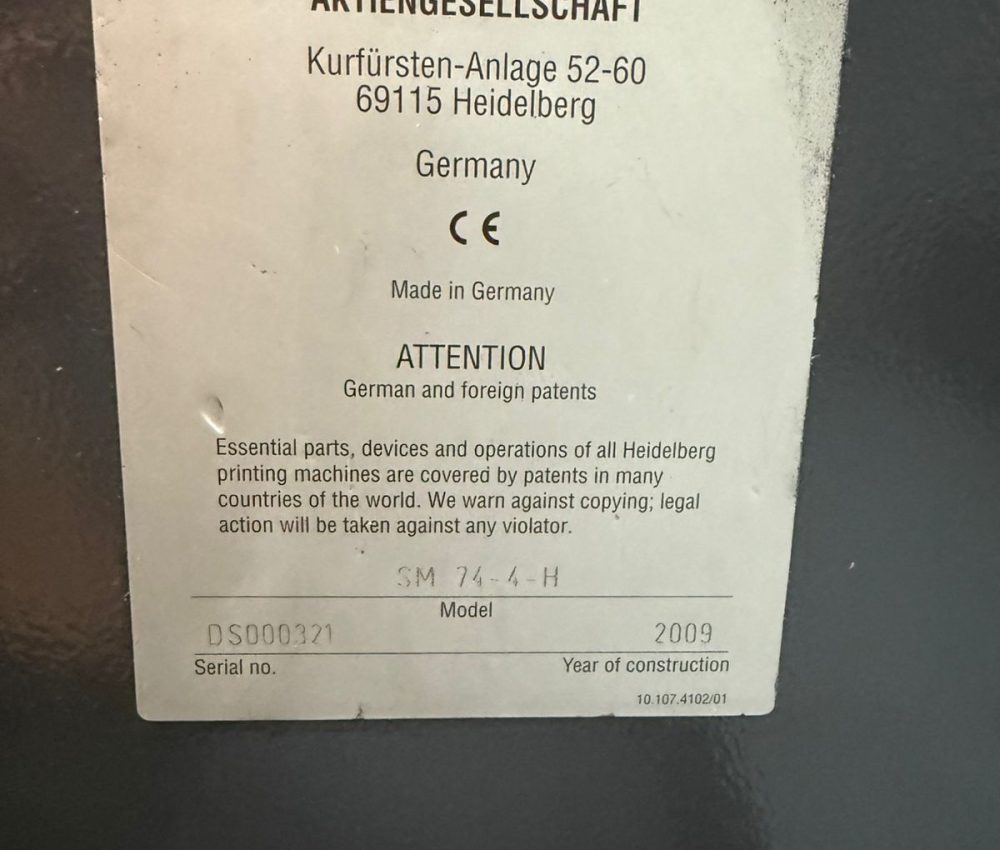 AKTIENGESELLSCHAFT
Kurfürsten-Anlage 52-60
69115 Heidelberg
Germany
CE
Made in Germany
ATTENTION
German and foreign patents
Essential parts, devices and operations of all Heidelberg
printing machines are covered by patents in many
countries of the world. We warn against copying; legal
action will be taken against any violator.
SM 74-4-H
Model
DS000321 2009
Serial no. Year of construction
10.107.4102/01